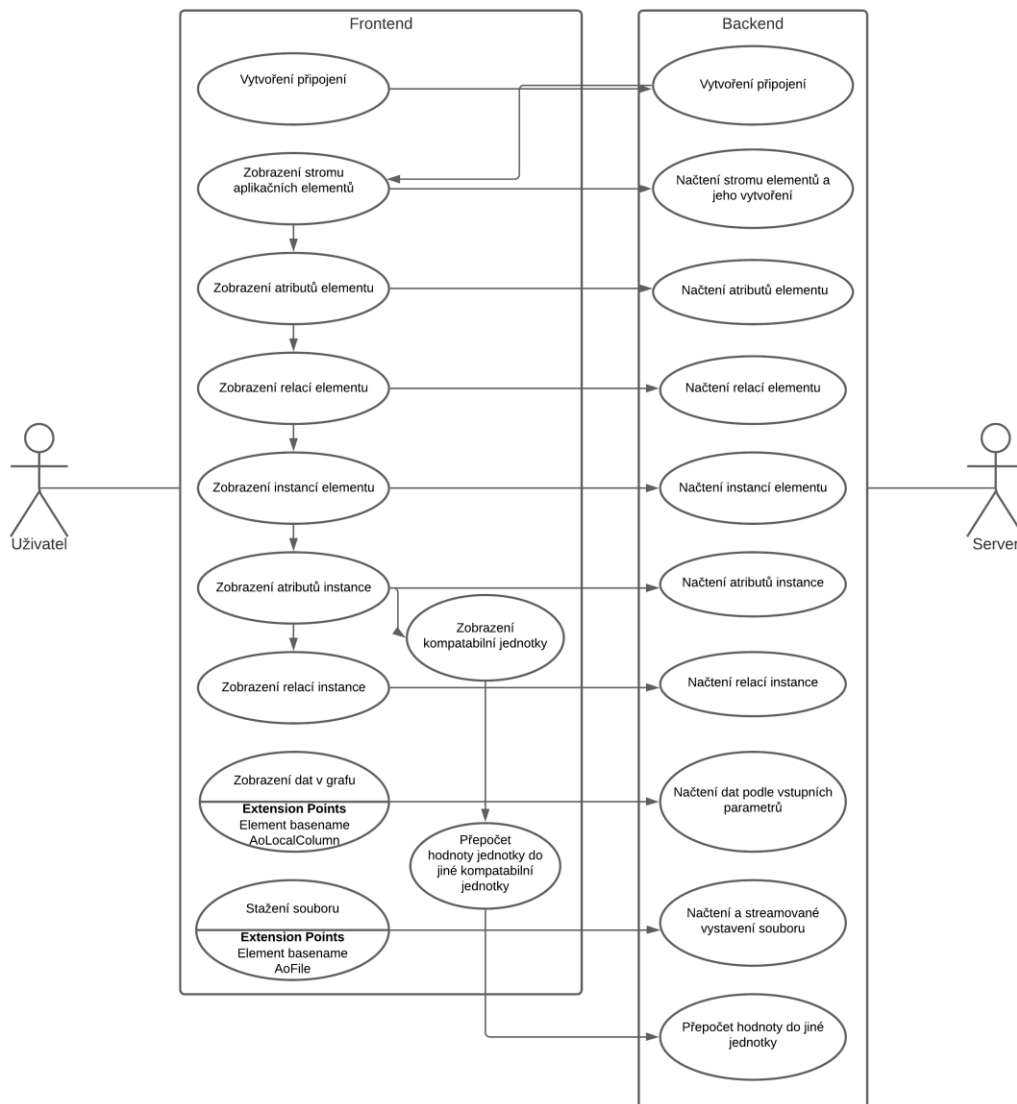 Frontend
Backend
Vytvoření připojení
Vytvoření připojení
Zobrazení stromu
aplikačních elementů
Načtení stromu elementů a
jeho vytvoření
Zobrazení atributů elementu
Načtení atributů elementu
Zobrazení relací elementu
Načtení relací elementu
Zobrazení instancí elementu
Načtení instancí elementu
Uživatel
Server
Zobrazení atributů instance
Načtení atributů instance
Zobrazení
kompatabilní jednotky
Zobrazení relací instance
Načtení relací instance
Zobrazení dat v grafu
Extension Points
Element basename
AoLocalColumn
Načtení dat podle vstupních
parametrů
Přepočet
hodnoty jednotky do
jiné kompatabilní
jednotky
Stažení souboru
Extension Points
Element basename
AoFile
Načtení a streamované
vystavení souboru
Přepočet hodnoty do jiné
jednotky